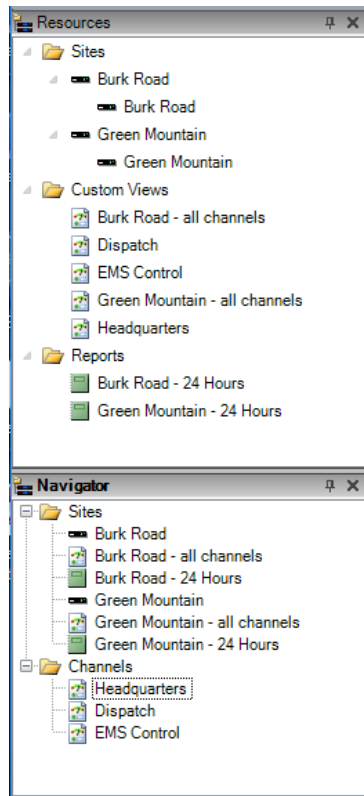 Resources
Sites
Burk Road
Burk Road
Green Mountain
Green Mountain
Custom Views
Burk Road - all channels
Dispatch
EMS Control
Green Mountain - all channels
Headquarters
Reports
Burk Road - 24 Hours
Green Mountain - 24 Hours
Navigator
Sites
Burk Road
Burk Road - all channels
Burk Road - 24 Hours
Green Mountain
Green Mountain - all channels
Green Mountain - 24 Hours
Channels
Headquarters
Dispatch
EMS Control